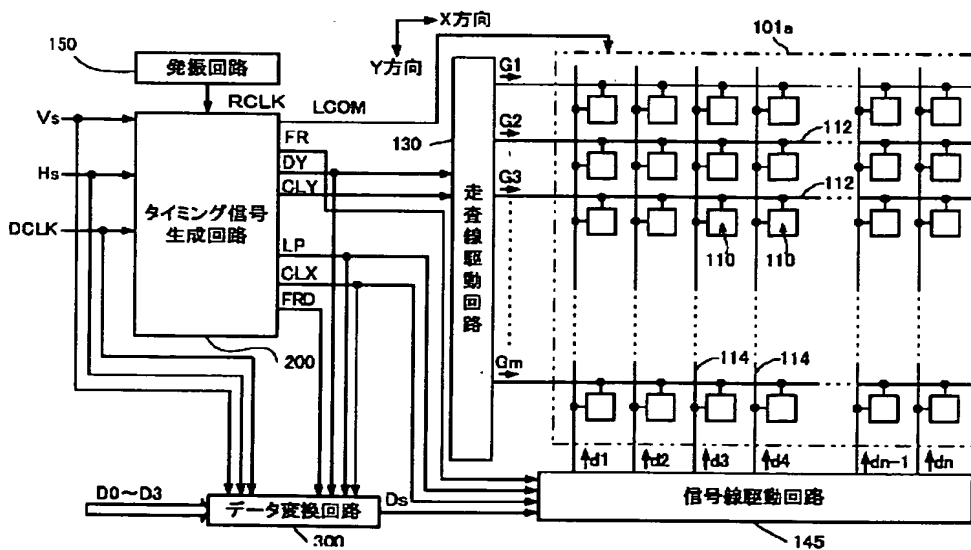 X方向
Y方向
101a
150
発振回路
RCLK
LCOM
Vs
Hs
DCLK
タイミング信号
生成回路
FR
DY
CLY
LP
CLX
FRD
200
130
走査線駆動回路
G1
G2
G3
Gm
112
112
110
110
114
114
d1
d2
d3
d4
dn-1
dn
D0～D3
データ変換回路
Ds
300
信号線駆動回路
145